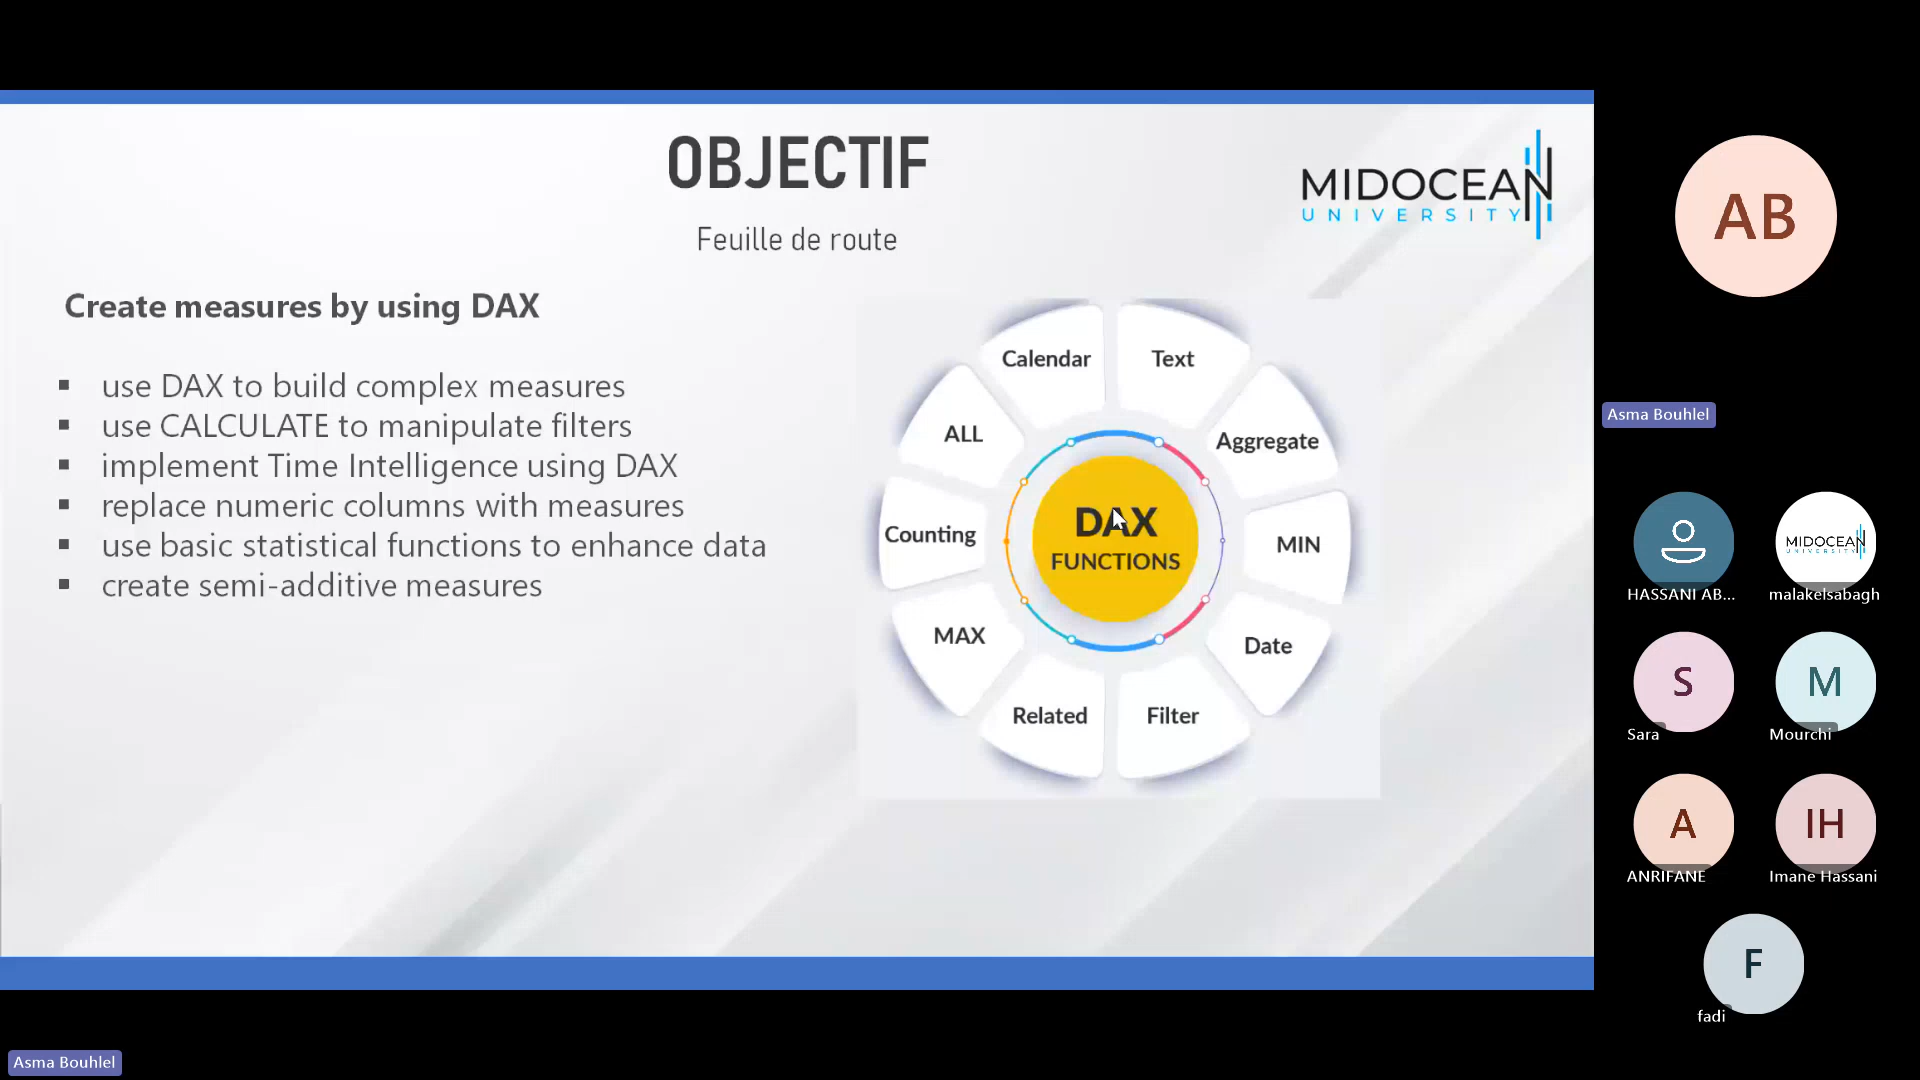 OBJECTIF
Feuille de route
MIDOCEAN
UNIVERSITY
Create measures by using DAX
▪ use DAX to build complex measures
▪ use CALCULATE to manipulate filters
▪ implement Time Intelligence using DAX
▪ replace numeric columns with measures
▪ use basic statistical functions to enhance data
▪ create semi-additive measures
Calendar
Text
ALL
Aggregate
Counting
DAX
FUNCTIONS
MIN
MAX
Date
Related
Filter
AB
Asma Bouhlel
MIDOCEAN
UNIVERSITY
HASSANI AB...
malakelsabagh
S
M
Sara
Mourchi
A
IH
ANRIFANE
Imane Hassani
F
fadi
Asma Bouhlel